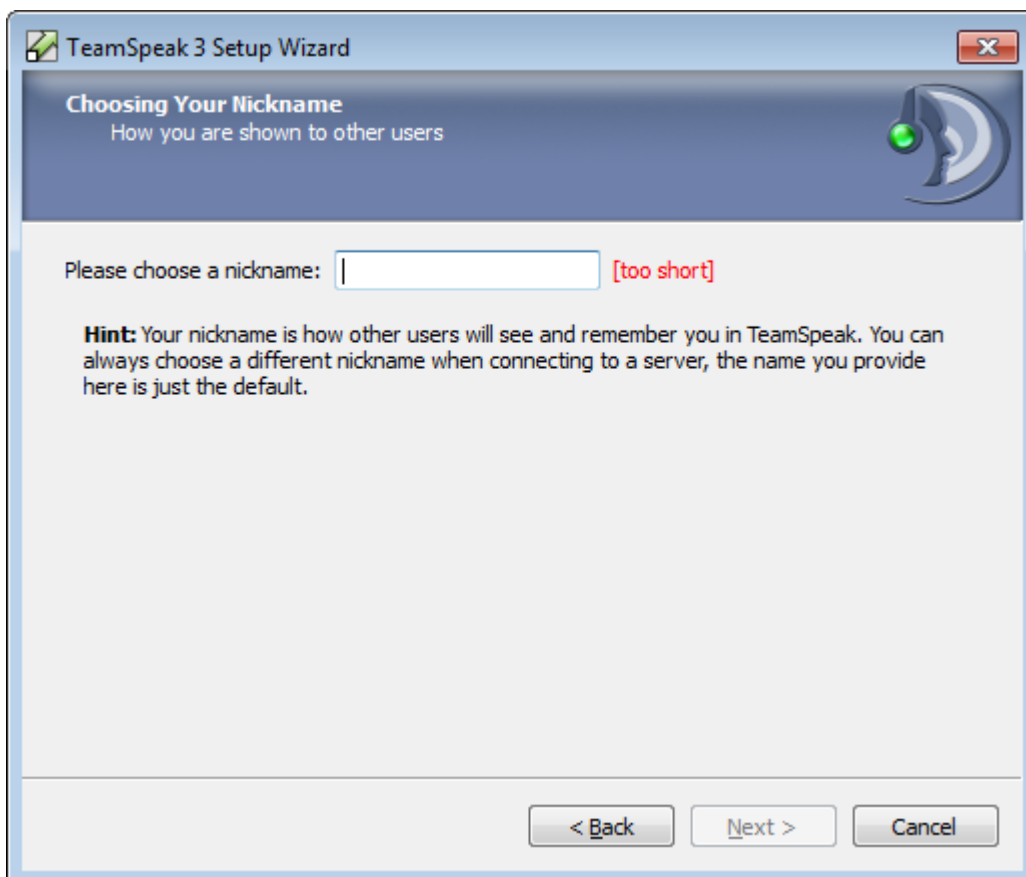 TeamSpeak 3 Setup Wizard
Choosing Your Nickname
How you are shown to other users
Please choose a nickname: [too short]
Hint: Your nickname is how other users will see and remember you in TeamSpeak. You can
always choose a different nickname when connecting to a server, the name you provide
here is just the default.
< Back Next > Cancel